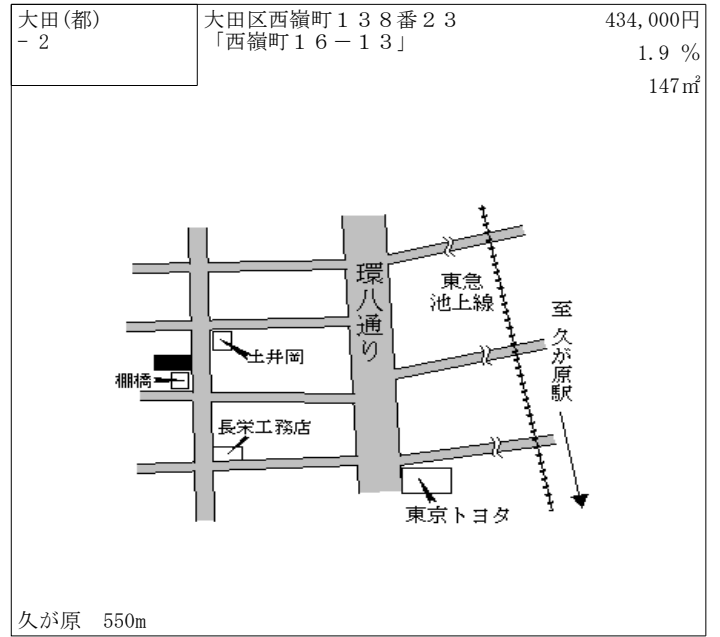 大田(都)
- 2
大田区西嶺町１３８番２３
「西嶺町１６－１３」
434,000円
1.9 %
147㎡
環八通り
東急
池上線
至久が原駅
土井岡
棚橋
長栄工務店
東京トヨタ
久が原　550m